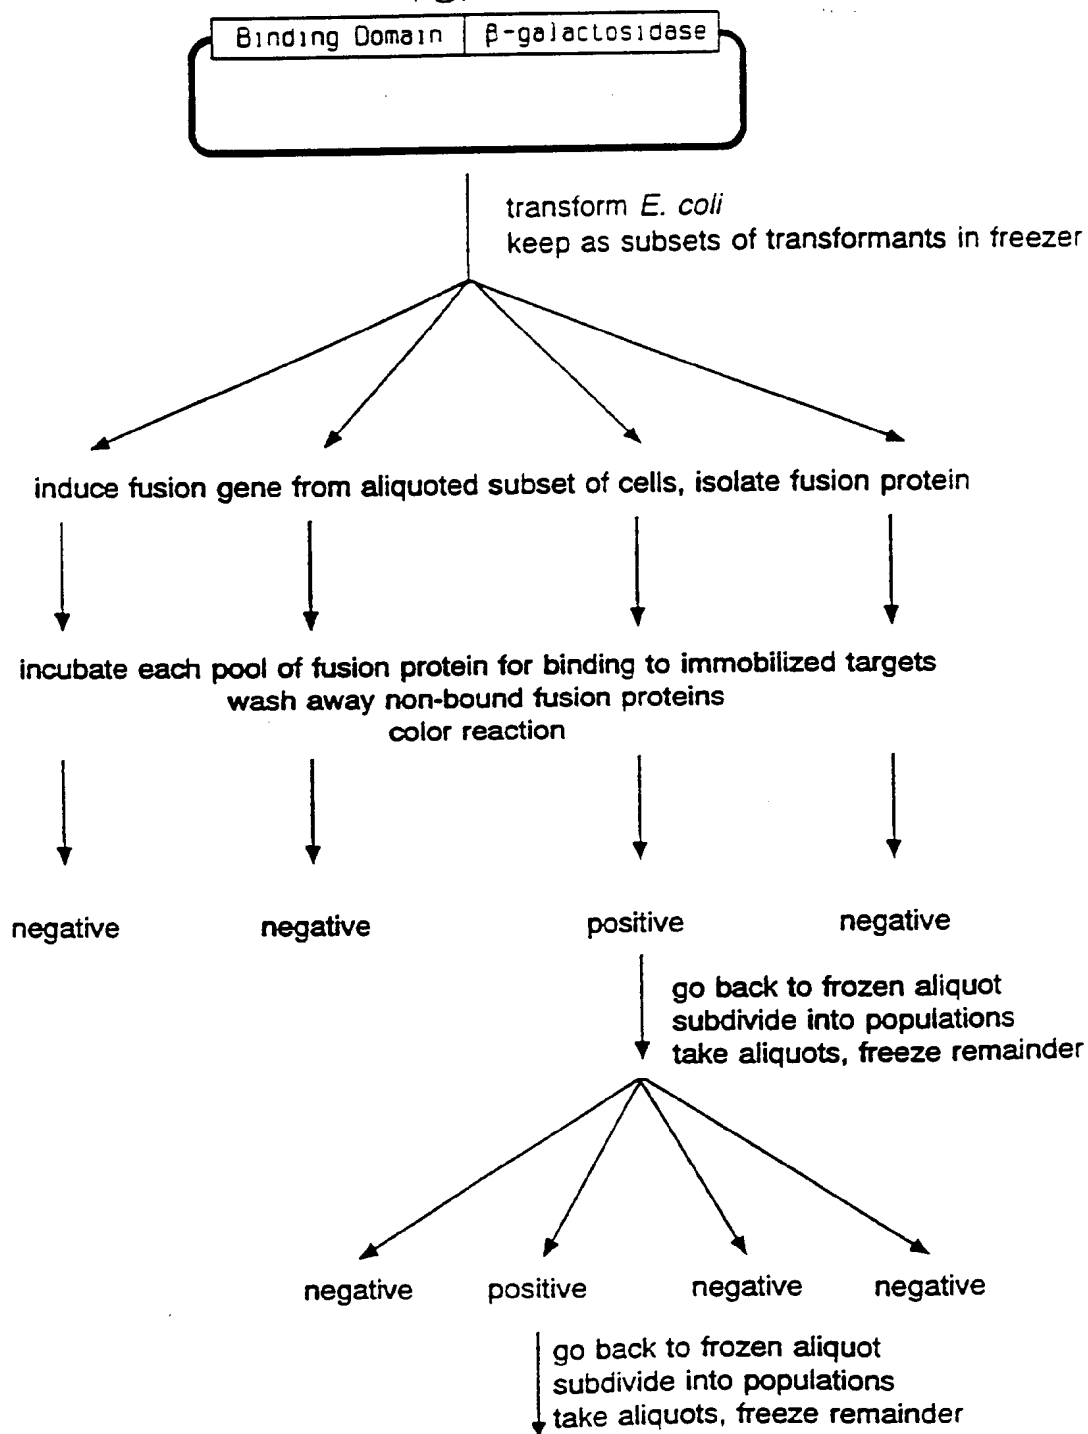 Binding Domain β-galactosidase
transform E. coli
keep as subsets of transformants in freezer
induce fusion gene from aliquoted subset of cells, isolate fusion protein
incubate each pool of fusion protein for binding to immobilized targets
wash away non-bound fusion proteins
color reaction
negative negative positive negative
go back to frozen aliquot
subdivide into populations
take aliquots, freeze remainder
negative positive negative negative
go back to frozen aliquot
subdivide into populations
take aliquots, freeze remainder